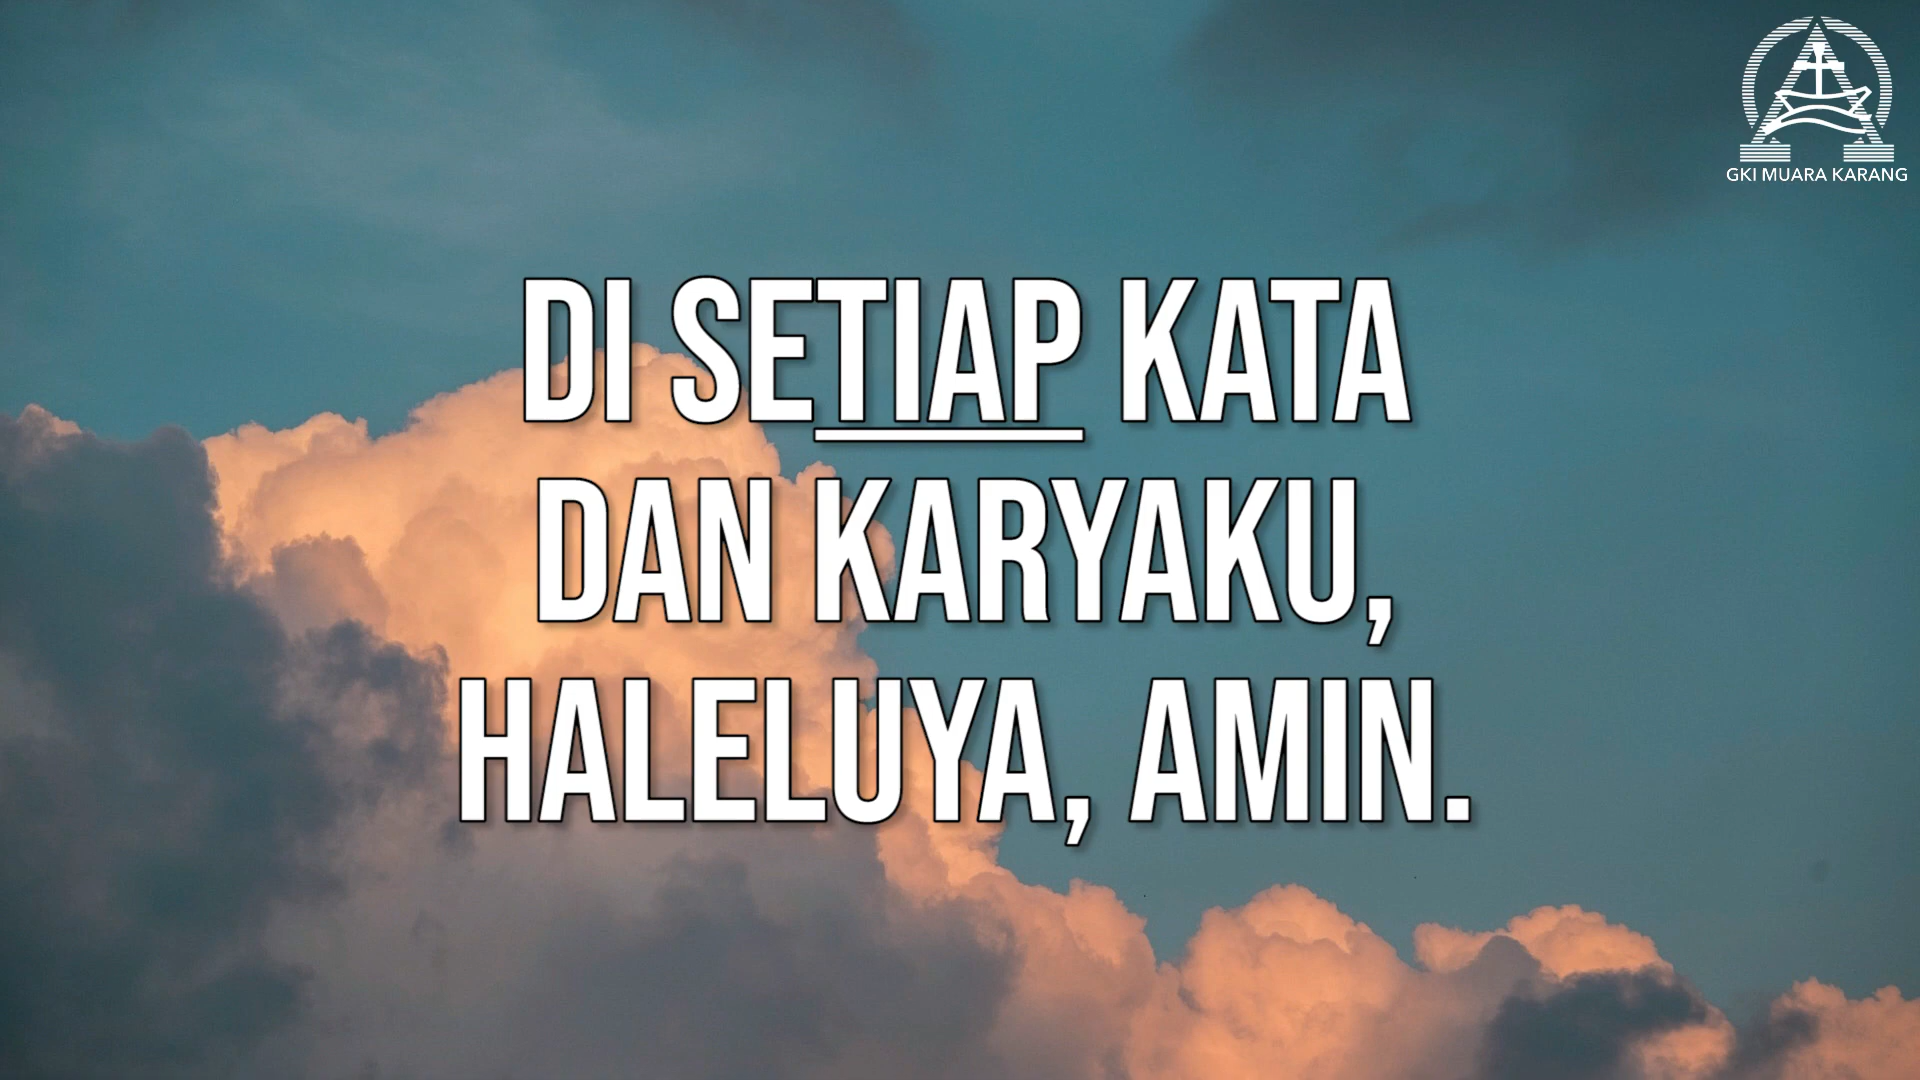 GKI MUARA KARANG
DI SETIAP KATA
DAN KARYAKU,
HALELUYA, AMIN.